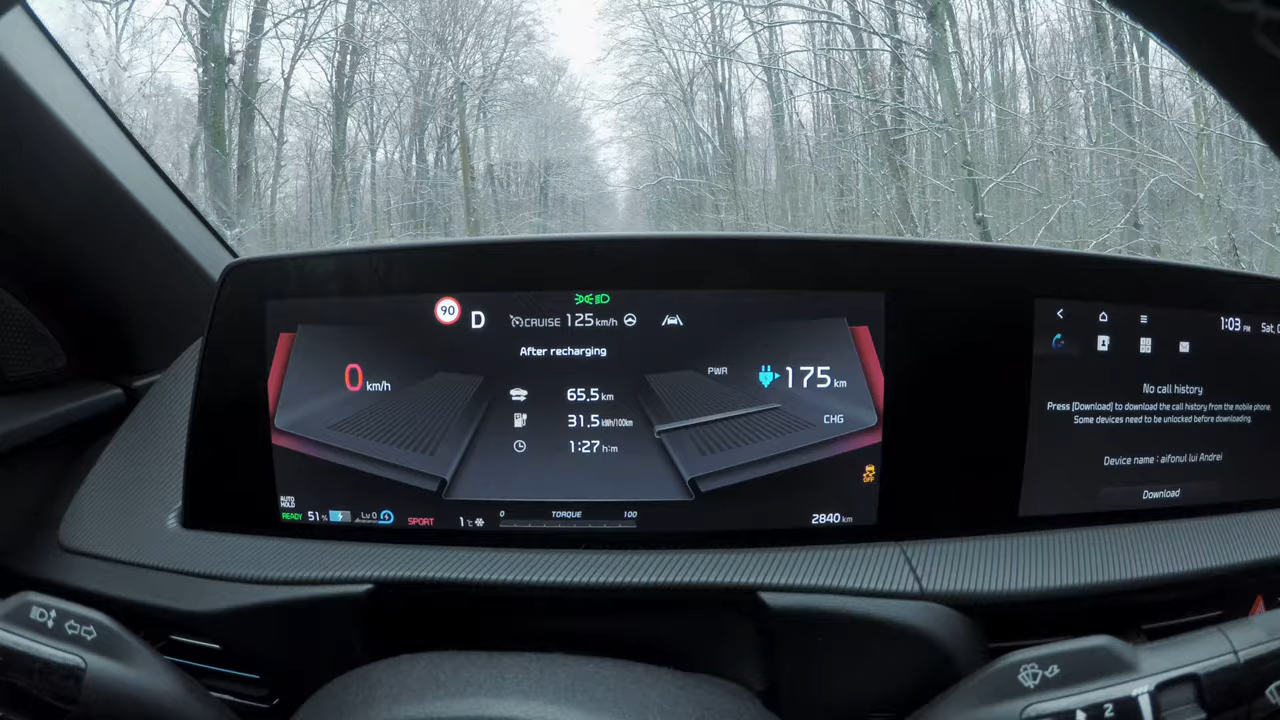 90
D
CRUISE 125 km/h
After recharging
0 km/h
65.5 km
31.5 kWh/100km
1:27 h:m
PWR
175 km
CHG
OFF
AUTO
HOLD
READY 51 %
Lv 0
SPORT
1 °C
0 TORQUE 100
2840 km
1:03 PM Sat,
No call history
Press [Download] to download the call history from the mobile phone.
Some devices need to be unlocked before downloading.
Device name : aifonul lui Andrei
Download
2